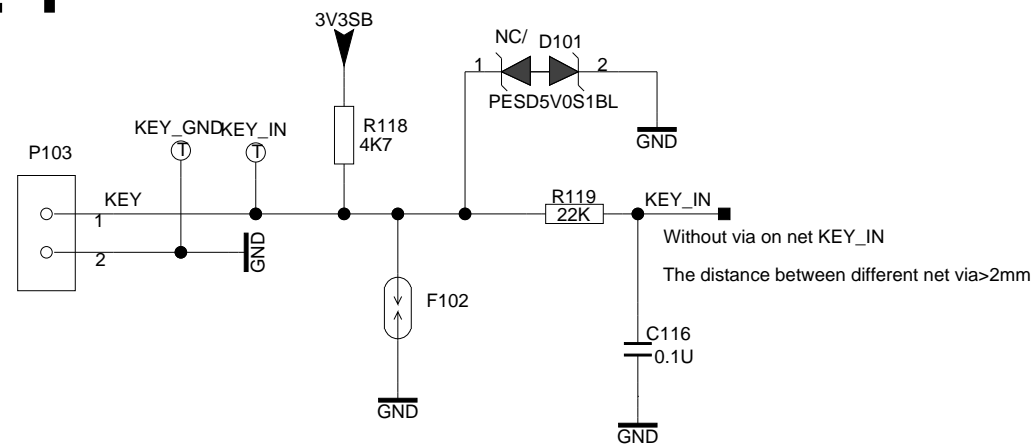 3V3SB
NC/ D101
1 2
PESD5V0S1BL
GND
R118
4K7
KEY_GND
KEY_IN
T
T
P103
KEY
1
2
GND
R119
22K
KEY_IN
Without via on net KEY_IN
The distance between different net via>2mm
F102
GND
C116
0.1U
GND